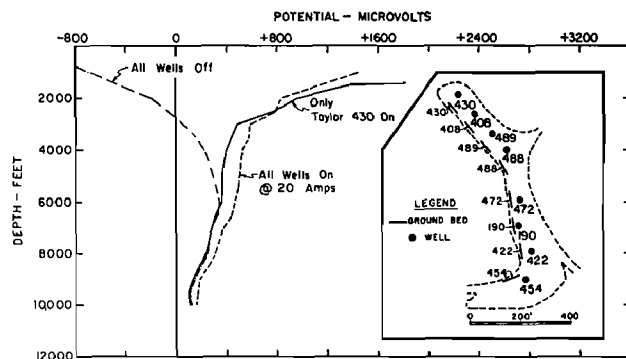 POTENTIAL – MICROVOLTS
-800 0 +800 +1600 +2400 +3200
DEPTH – FEET
2000
4000
6000
8000
10,000
12000
All Wells Off
Only
Taylor 430 On
All Wells On
@ 20 Amps
430
408
489
488
472
190
422
454
430
408
489
488
472
190
422
454
LEGEND
GROUND BED
WELL
0 200 400